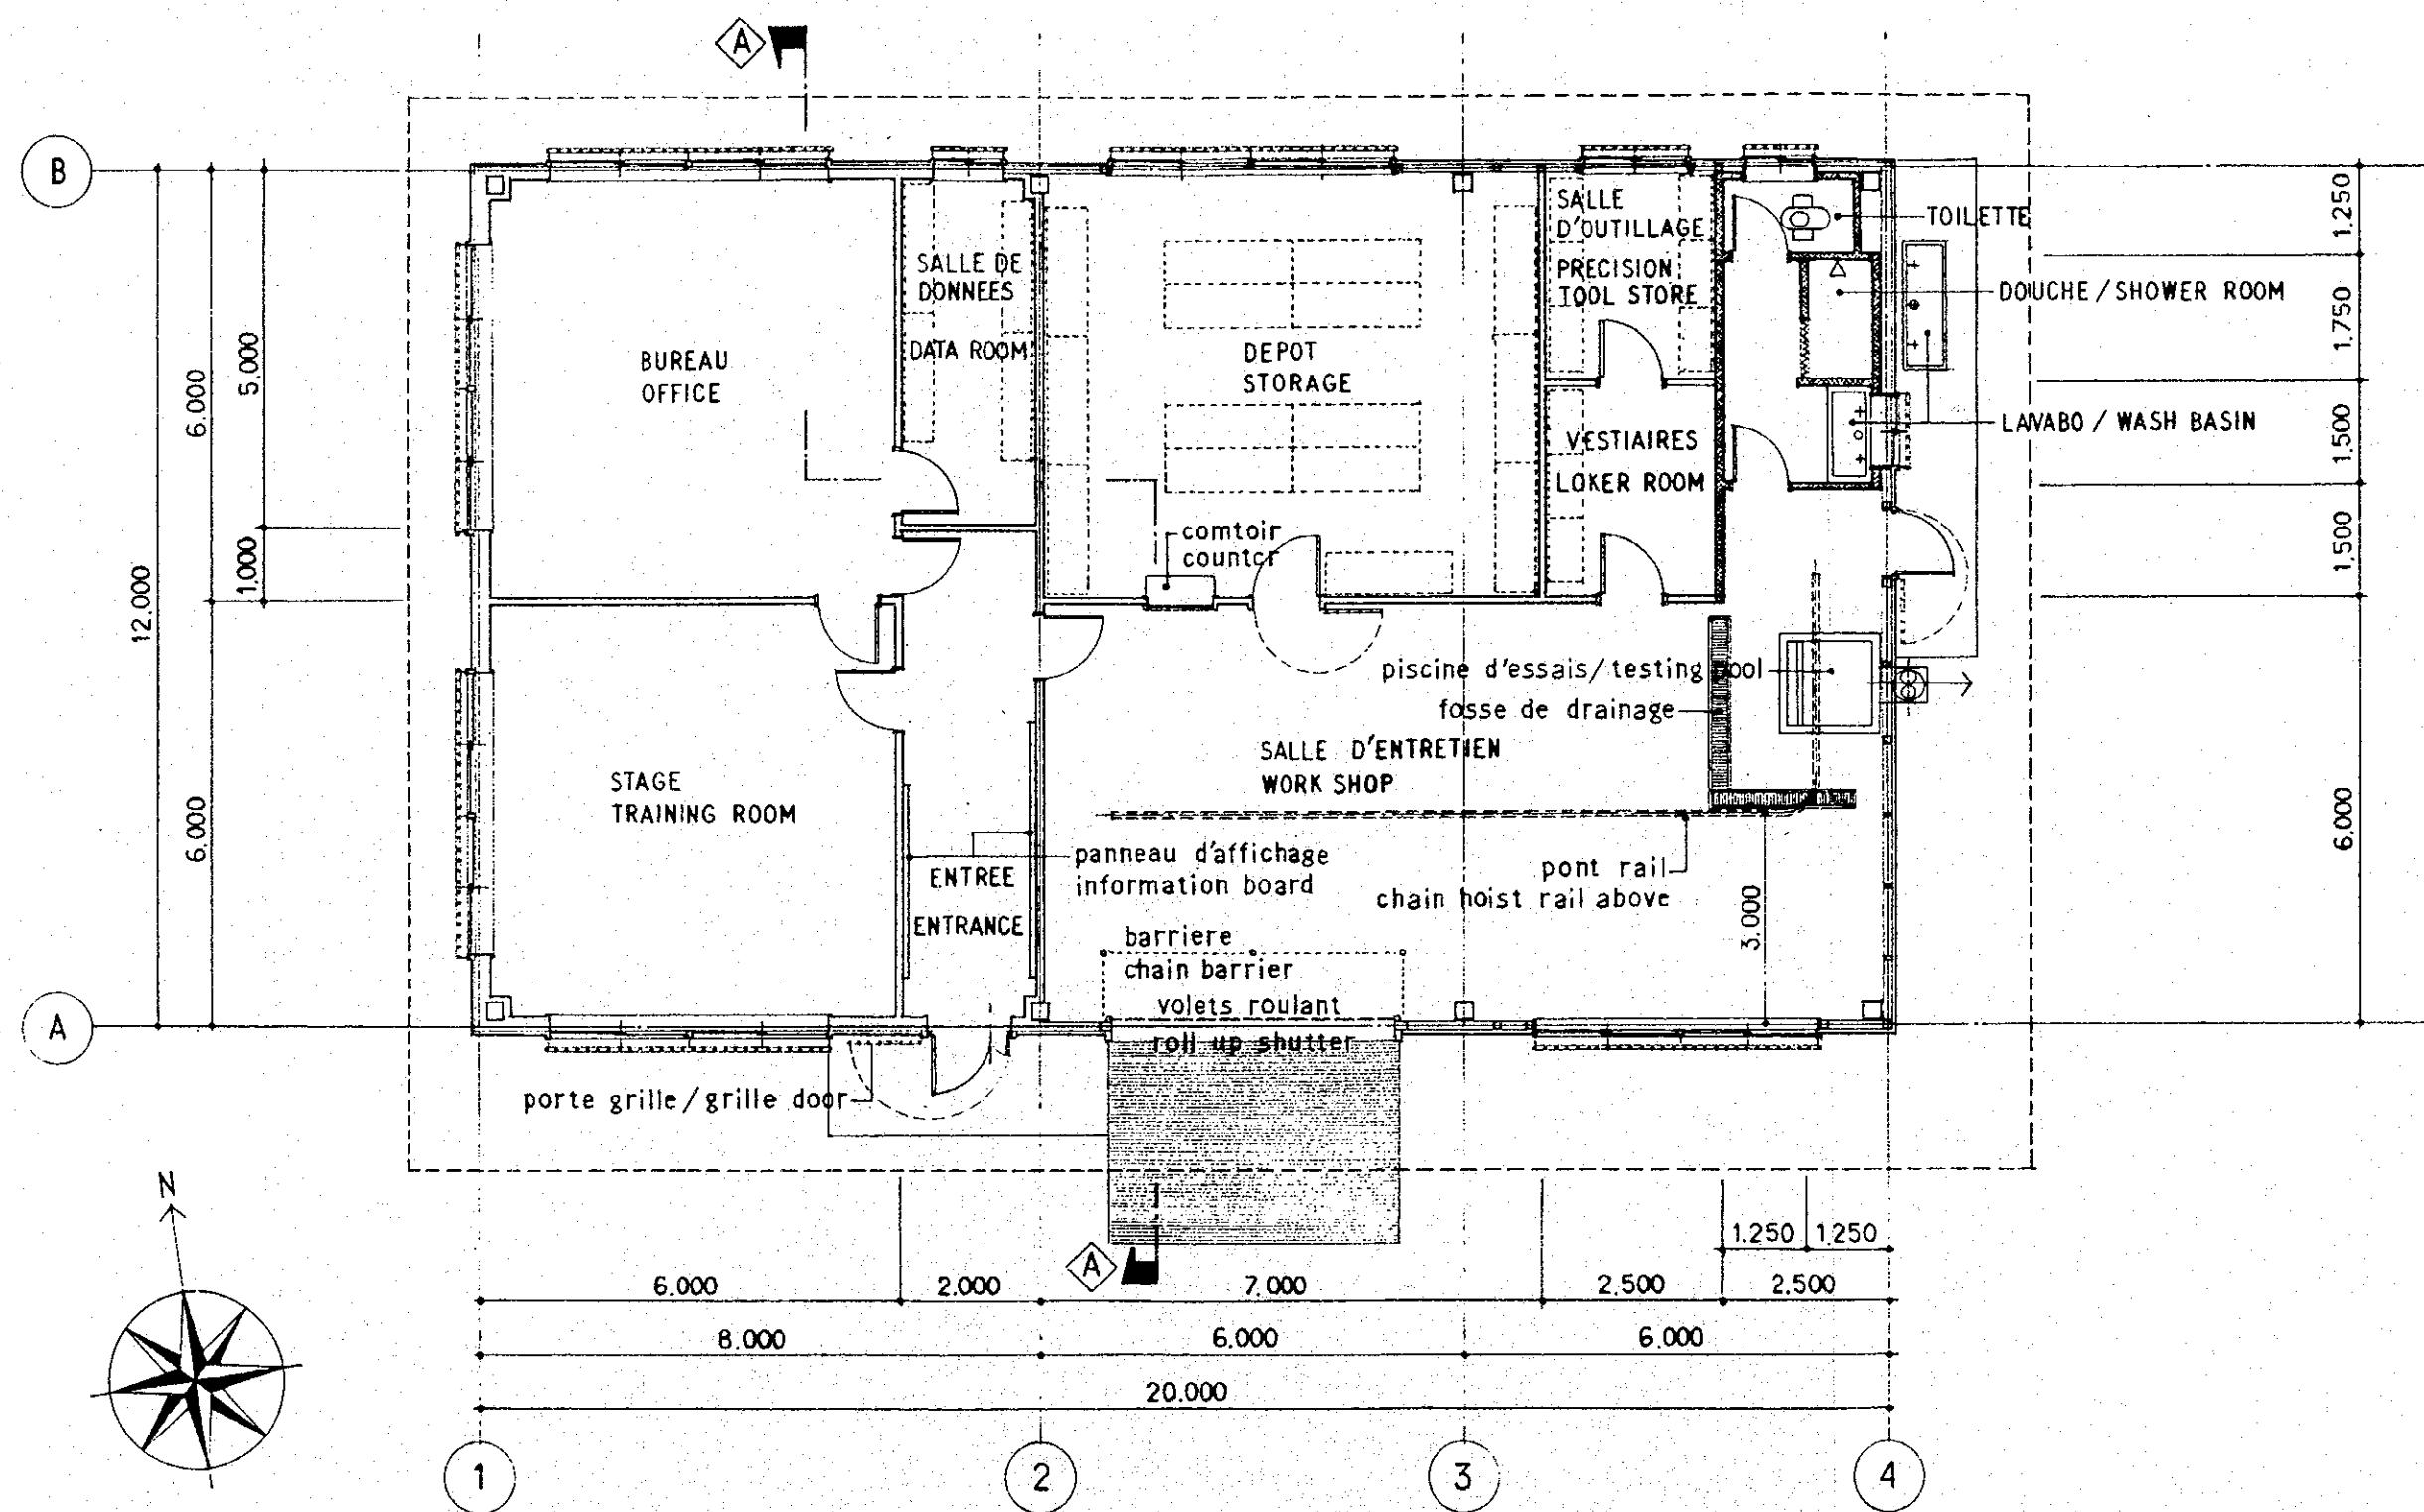 A
B
SALLE
D'OUTILLAGE
PRECISION
TOOL STORE
TOILETTE
DOUCHE / SHOWER ROOM
LAVABO / WASH BASIN
SALLE DE
DONNEES
DATA ROOM
BUREAU
OFFICE
DEPOT
STORAGE
VESTIAIRES
LOKER ROOM
comtoir
counter
piscine d'essais/testing pool
fosse de drainage
SALLE D'ENTRETIEN
WORK SHOP
STAGE
TRAINING ROOM
panneau d'affichage
information board
ENTREE
ENTRANCE
pont rail
chain hoist rail above
barriere
chain barrier
volets roulant
roll up shutter
porte grille/grille door
A
A
N
12.000
6.000
6.000
5.000
1.000
1.250
1.750
1.500
1.500
6.000
3.000
1.250 1.250
6.000 2.000 7.000 2.500 2.500
8.000 6.000 6.000
20.000
1 2 3 4